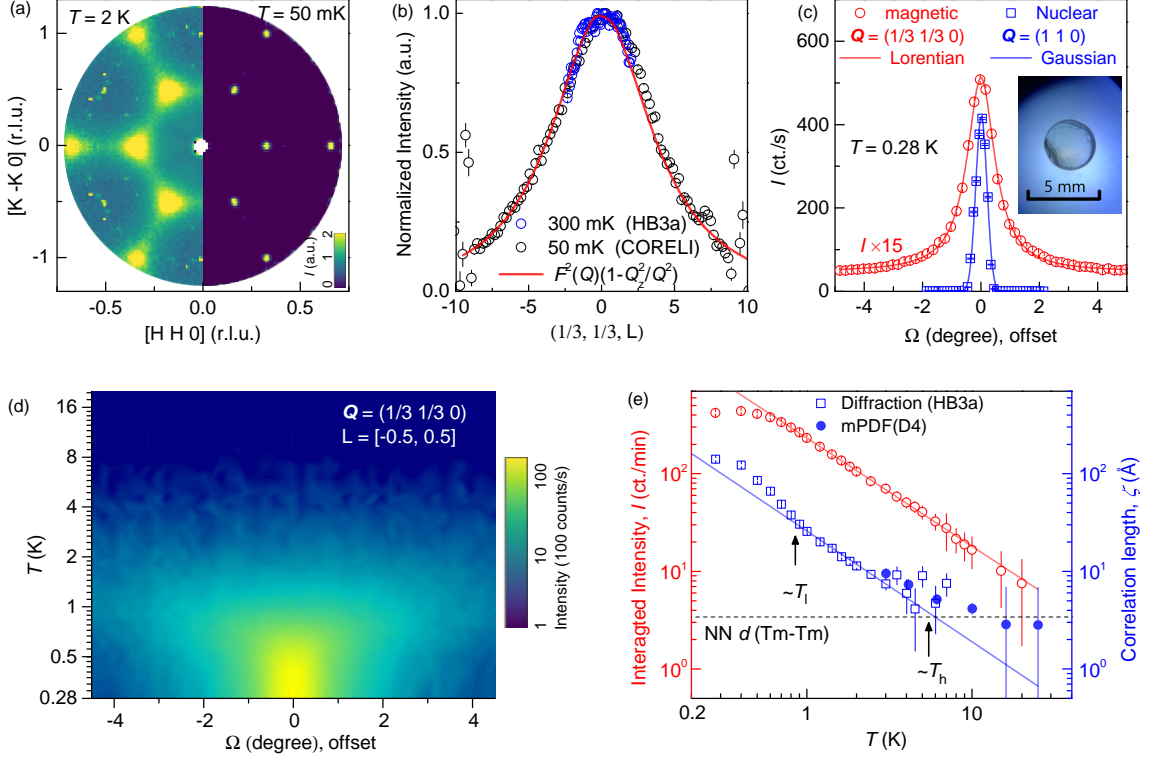 (a)
T = 2 K
T = 50 mK
[K -K 0] (r.l.u.)
1
0
-1
-0.5
0.0
0.5
[H H 0] (r.l.u.)
I (a.u.)
2
1
0
(b)
Normalized Intensity (a.u.)
1.0
0.5
0.0
300 mK (HB3a)
50 mK (CORELI)
F²(Q)(1-Q_z²/Q²)
-10 -5 0 5 10
(1/3, 1/3, L)
(c)
magnetic
Nuclear
Q = (1/3 1/3 0)
Q = (1 1 0)
Lorentian
Gaussian
I (ct./s)
600
400
200
0
T = 0.28 K
5 mm
I ×15
-4 -2 0 2 4
Ω (degree), offset
(d)
Q = (1/3 1/3 0)
L = [-0.5, 0.5]
T (K)
16
8
4
2
1
0.5
0.28
Intensity (100 counts/s)
100
10
1
-4 -2 0 2 4
Ω (degree), offset
(e)
Diffraction (HB3a)
mPDF(D4)
Interagted Intensity, I (ct./min)
10²
10¹
10⁰
Correlation length, ζ (Å)
10²
10¹
10⁰
~T_l
~T_h
NN d (Tm-Tm)
0.2 1 10
T (K)